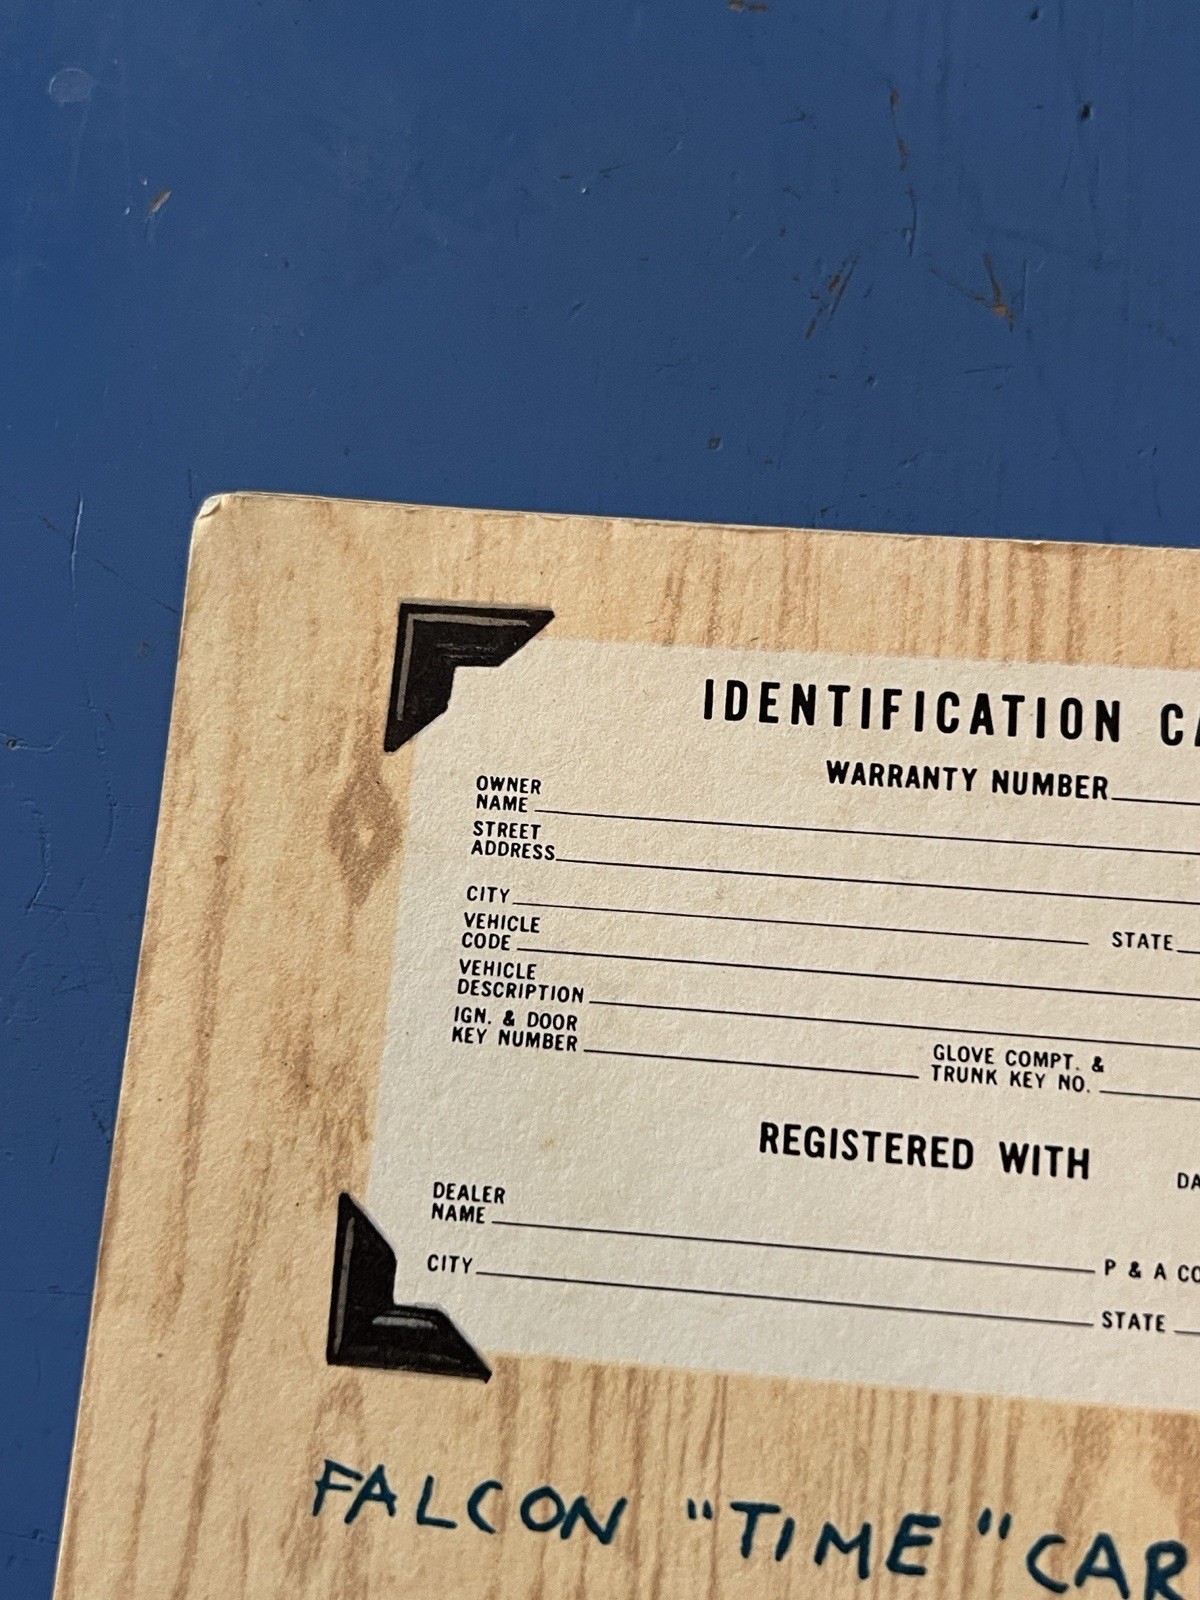 IDENTIFICATION
WARRANTY NUMBER
OWNER
NAME
STREET
ADDRESS
CITY STATE
VEHICLE
CODE
VEHICLE
DESCRIPTION
IGN. & DOOR
KEY NUMBER
GLOVE COMPT. &
TRUNK KEY NO.
REGISTERED WITH
DEALER
NAME P & A
CITY STATE
FALCON "TIME" CAR